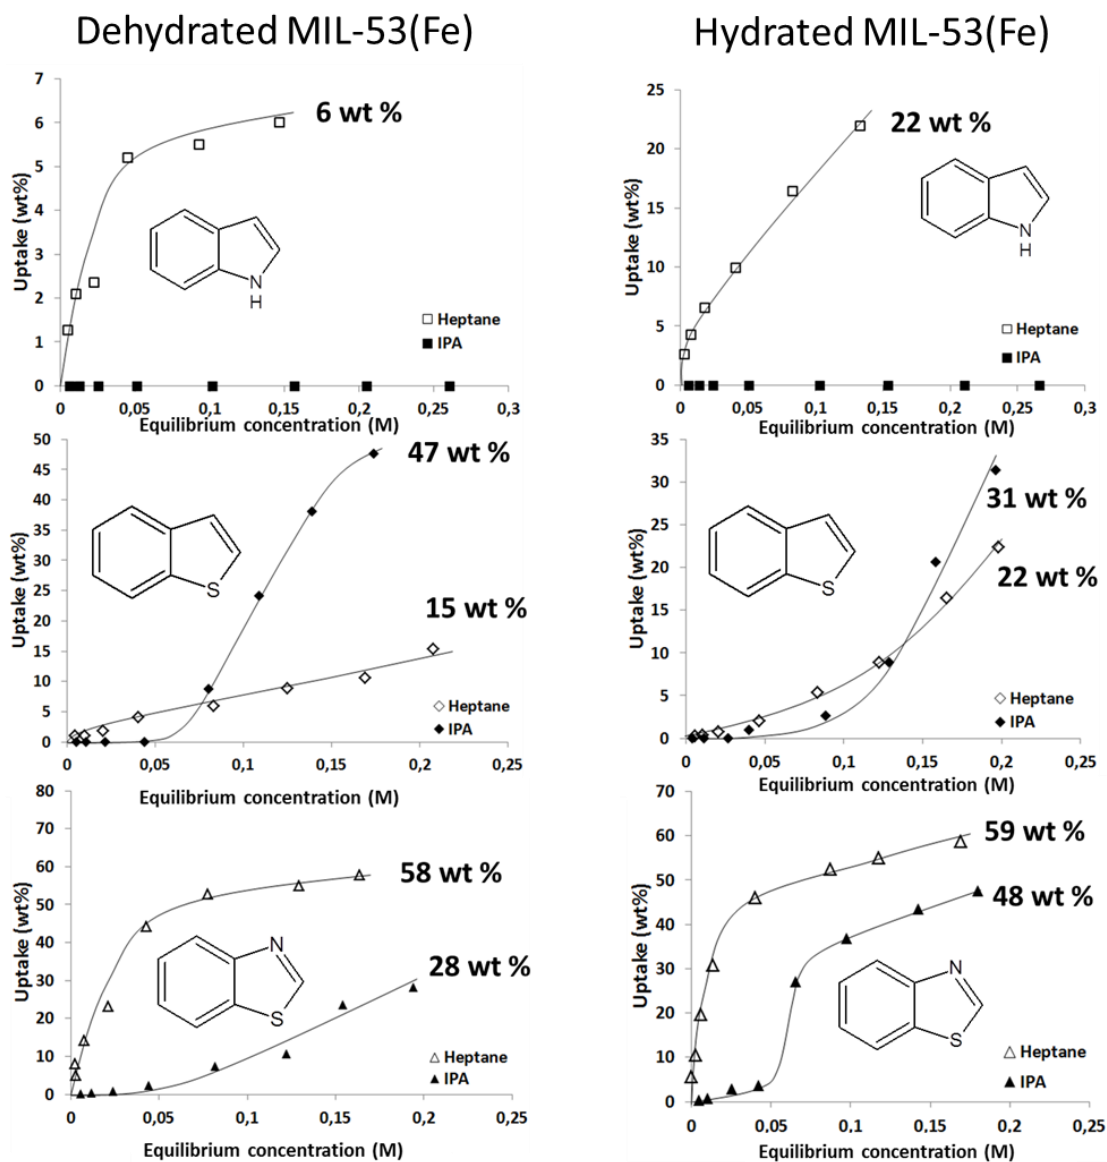 Dehydrated MIL-53(Fe)
Hydrated MIL-53(Fe)
Uptake (wt%)
7
6
5
4
3
2
1
0
6 wt %
N
H
Heptane
IPA
0 0,05 0,1 0,15 0,2 0,25 0,3
Equilibrium concentration (M)
Uptake (wt%)
25
20
15
10
5
0
22 wt %
N
H
Heptane
IPA
0 0,05 0,1 0,15 0,2 0,25 0,3
Equilibrium concentration (M)
Uptake (wt%)
50
45
40
35
30
25
20
15
10
5
0
47 wt %
S
15 wt %
Heptane
IPA
0 0,05 0,1 0,15 0,2 0,25
Equilibrium concentration (M)
Uptake (wt%)
35
30
25
20
15
10
5
0
31 wt %
S
22 wt %
Heptane
IPA
0 0,05 0,1 0,15 0,2 0,25
Equilibrium concentration (M)
Uptake (wt%)
80
70
60
50
40
30
20
10
0
58 wt %
N
S
28 wt %
Heptane
IPA
0 0,05 0,1 0,15 0,2 0,25
Equilibrium concentration (M)
Uptake (wt%)
70
60
50
40
30
20
10
0
59 wt %
48 wt %
N
S
Heptane
IPA
0 0,05 0,1 0,15 0,2 0,25
Equilibrium concentration (M)